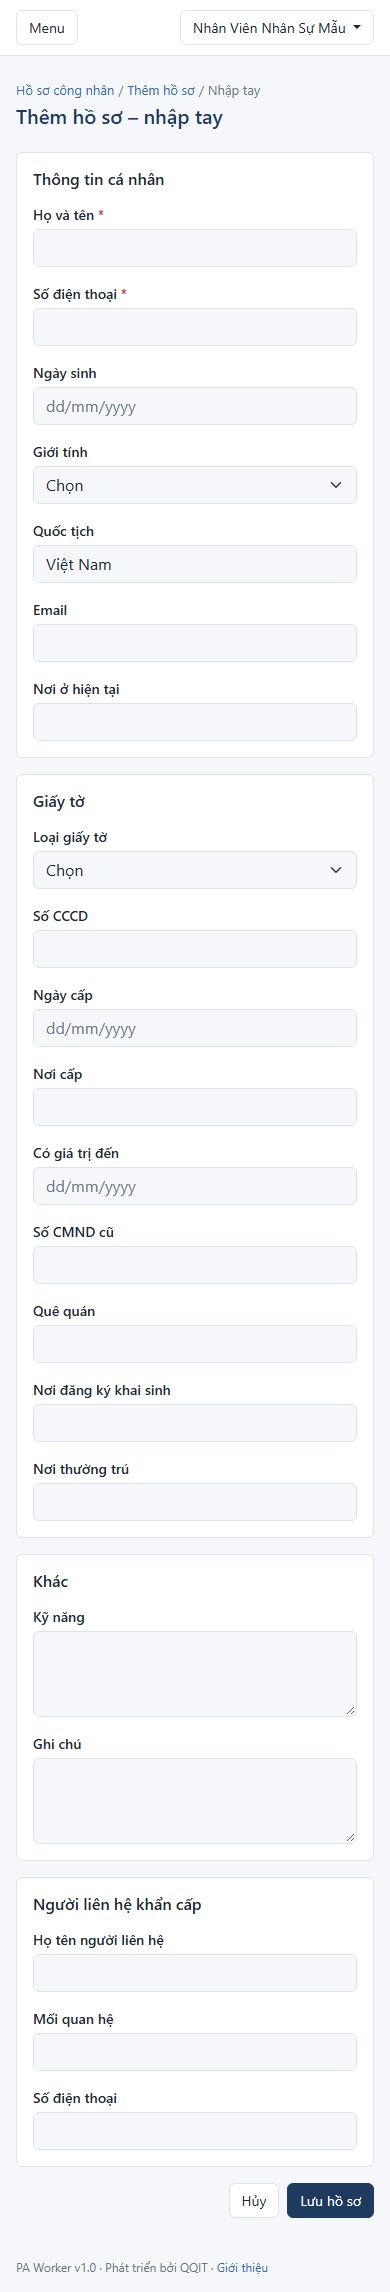 Menu
Nhân Viên Nhân Sự Mẫu
Hồ sơ công nhân / Thêm hồ sơ / Nhập tay
Thêm hồ sơ – nhập tay
Thông tin cá nhân
Họ và tên *
Số điện thoại *
Ngày sinh
dd/mm/yyyy
Giới tính
Chọn
Quốc tịch
Việt Nam
Email
Nơi ở hiện tại
Giấy tờ
Loại giấy tờ
Chọn
Số CCCD
Ngày cấp
dd/mm/yyyy
Nơi cấp
Có giá trị đến
dd/mm/yyyy
Số CMND cũ
Quê quán
Nơi đăng ký khai sinh
Nơi thường trú
Khác
Kỹ năng
Ghi chú
Người liên hệ khẩn cấp
Họ tên người liên hệ
Mối quan hệ
Số điện thoại
Hủy
Lưu hồ sơ
PA Worker v1.0 · Phát triển bởi QQIT · Giới thiệu